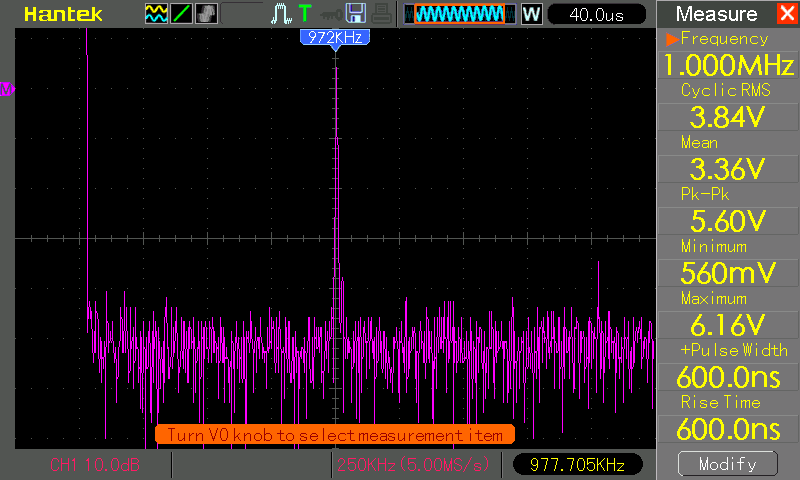 Hantek
T
W
40.0us
Measure
972KHz
M
Frequency
1.000MHz
Cyclic RMS
3.84V
Mean
3.36V
Pk-Pk
5.60V
Minimum
560mV
Maximum
6.16V
+Pulse Width
600.0ns
Rise Time
600.0ns
Modify
Turn V0 knob to select measurement item
CH1 10.0dB
250KHz(5.00MS/s)
977.705KHz